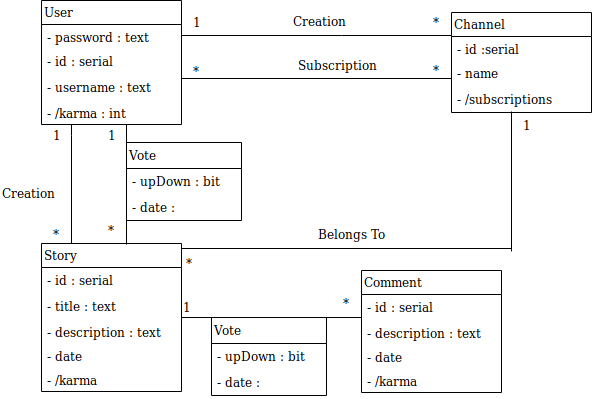 User
- password : text
- id : serial
- username : text
- /karma : int
1
Creation
*
*
Subscription
*
Channel
- id :serial
- name
- /subscriptions
1
1
1
Vote
- upDown : bit
- date :
Creation
*
*
Belongs To
*
Story
- id : serial
- title : text
- description : text
- date
- /karma
1
*
Vote
- upDown : bit
- date :
Comment
- id : serial
- description : text
- date
- /karma